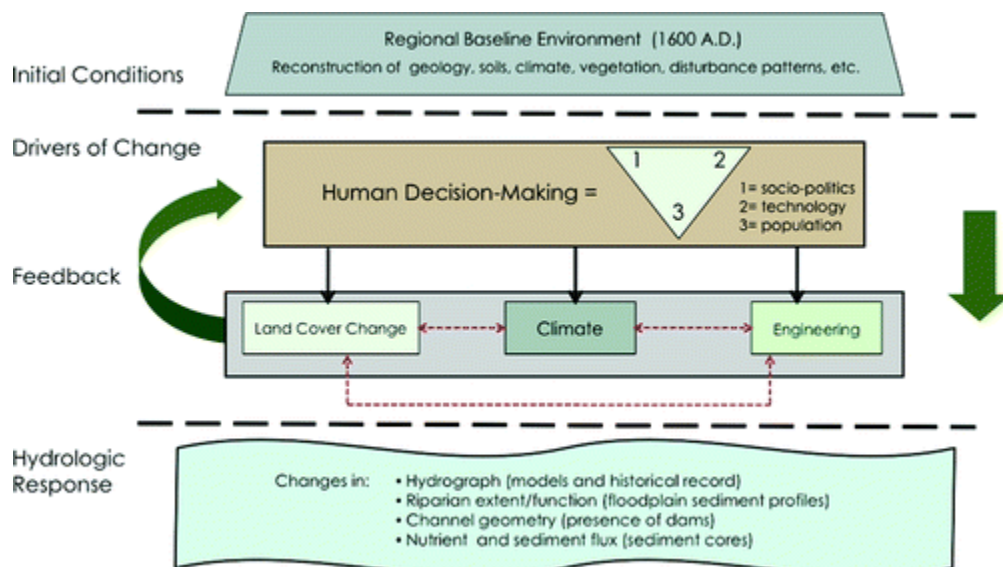 Regional Baseline Environment (1600 A.D.)
Reconstruction of geology, soils, climate, vegetation, disturbance patterns, etc.
Initial Conditions
Drivers of Change
Human Decision-Making =
1
2
3
1= socio-politics
2= technology
3= population
Feedback
Land Cover Change
Climate
Engineering
Hydrologic
Response
Changes in:
• Hydrograph (models and historical record)
• Riparian extent/function (floodplain sediment profiles)
• Channel geometry (presence of dams)
• Nutrient and sediment flux (sediment cores)